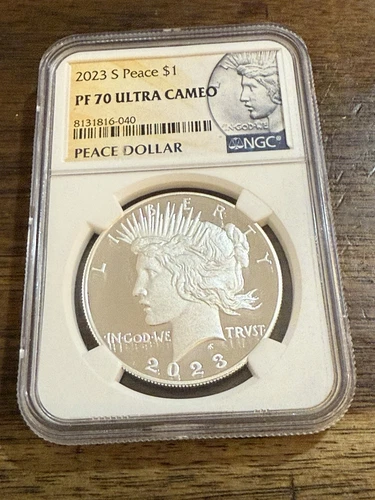 2023 S Peace $1
PF 70 ULTRA CAMEO
8131816-040
PEACE DOLLAR
IN·GOD·WE
NGC
LIBERTY
IN·GOD·WE TRVST
2023